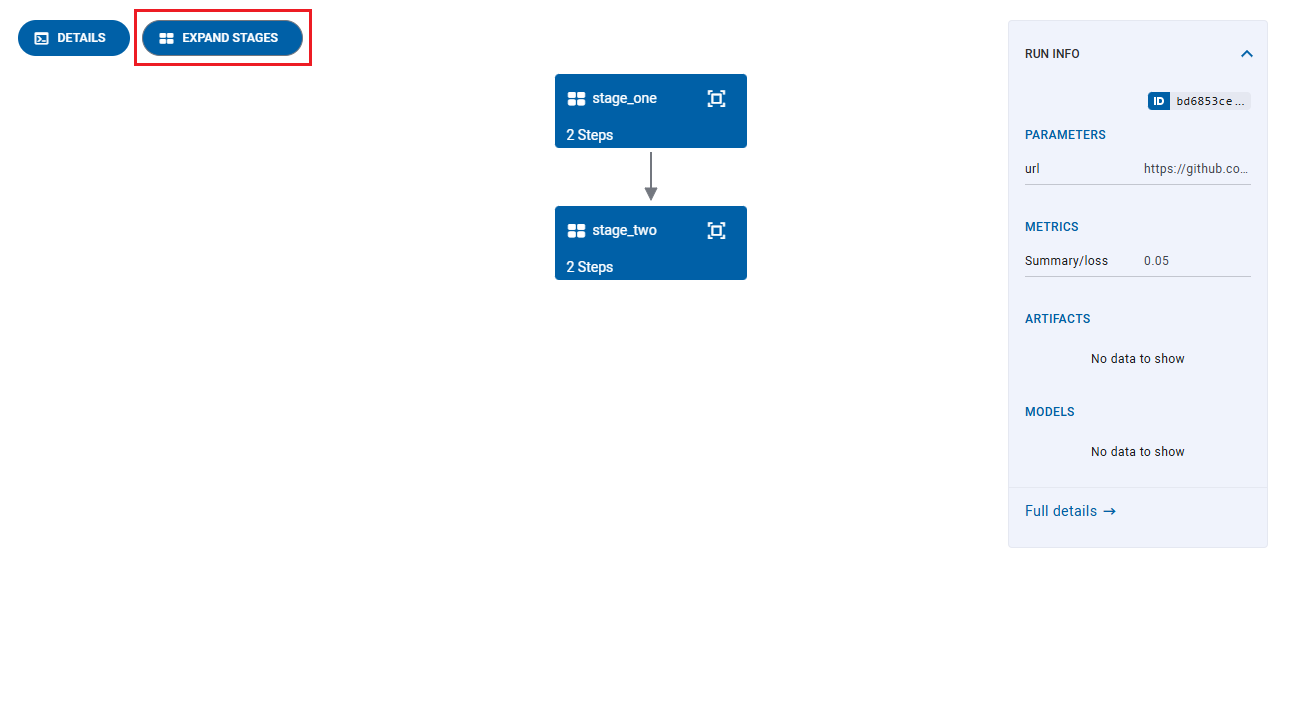 DETAILS
EXPAND STAGES
stage_one
2 Steps
stage_two
2 Steps
RUN INFO
ID bd6853ce ...
PARAMETERS
url https://github.co...
METRICS
Summary/loss 0.05
ARTIFACTS
No data to show
MODELS
No data to show
Full details →